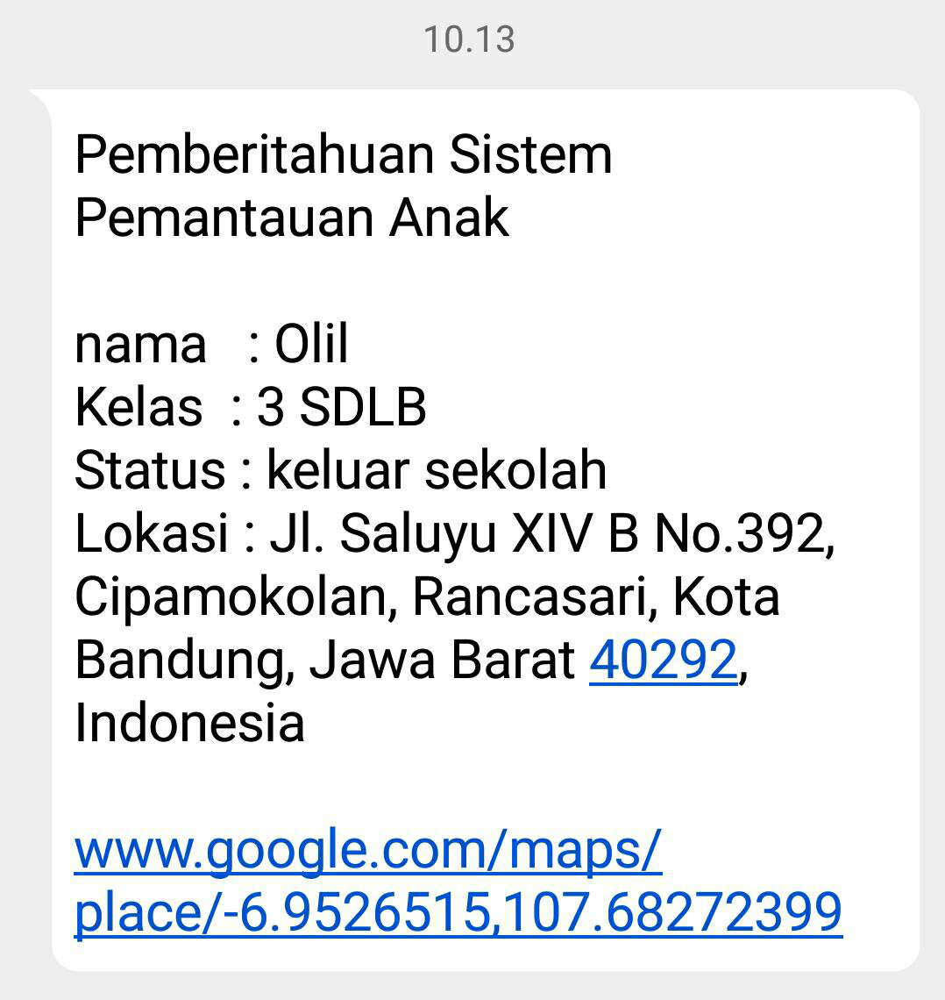 10.13
Pemberitahuan Sistem
Pemantauan Anak
nama : Olil
Kelas : 3 SDLB
Status : keluar sekolah
Lokasi : Jl. Saluyu XIV B No.392,
Cipamokolan, Rancasari, Kota
Bandung, Jawa Barat 40292,
Indonesia
www.google.com/maps/
place/-6.9526515,107.68272399